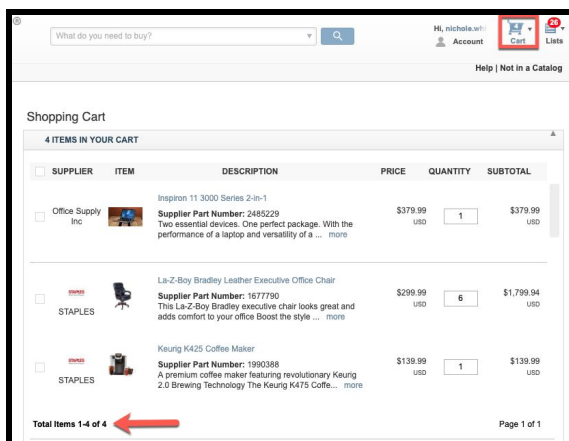 What do you need to buy?
Hi, nichole.whi
Account
Cart
26
Lists
Help | Not in a Catalog
Shopping Cart
4 ITEMS IN YOUR CART
SUPPLIER ITEM DESCRIPTION PRICE QUANTITY SUBTOTAL
Inspiron 11 3000 Series 2-in-1
Office Supply Inc
Supplier Part Number: 2485229
Two essential devices. One perfect package. With the
performance of a laptop and versatility of a ... more
$379.99 USD
1
$379.99 USD
La-Z-Boy Bradley Leather Executive Office Chair
STAPLES
STAPLES
Supplier Part Number: 1677790
This La-Z-Boy Bradley executive chair looks great and
adds comfort to your office Boost the style ... more
$299.99 USD
6
$1,799.94 USD
Keurig K425 Coffee Maker
STAPLES
STAPLES
Supplier Part Number: 1990388
A premium coffee maker featuring revolutionary Keurig
2.0 Brewing Technology The Keurig K475 Coffe... more
$139.99 USD
1
$139.99 USD
Total Items 1-4 of 4
Page 1 of 1